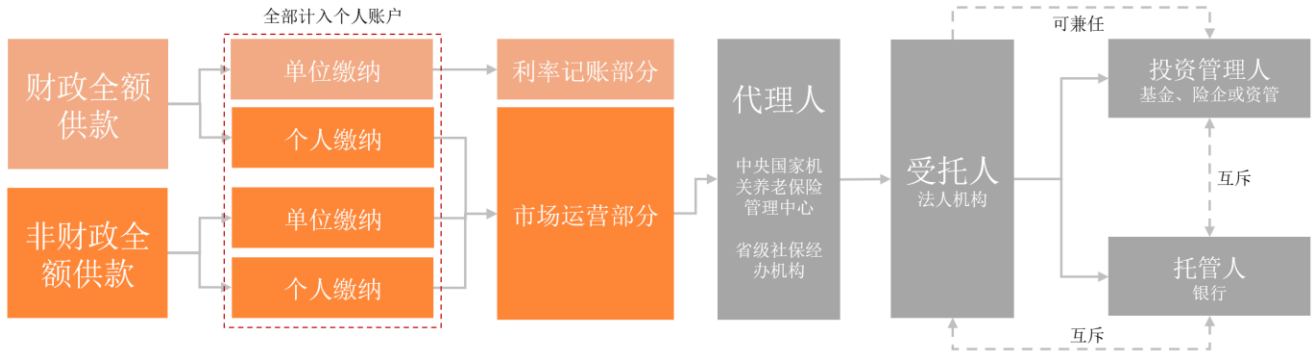 全部计入个人账户
财政全额
供款
非财政全
额供款
单位缴纳
个人缴纳
单位缴纳
个人缴纳
利率记账部分
市场运营部分
代理人
中央国家机
关养老保险
管理中心
省级社保经
办机构
受托人
法人机构
可兼任
投资管理人
基金、险企或资管
互斥
托管人
银行
互斥